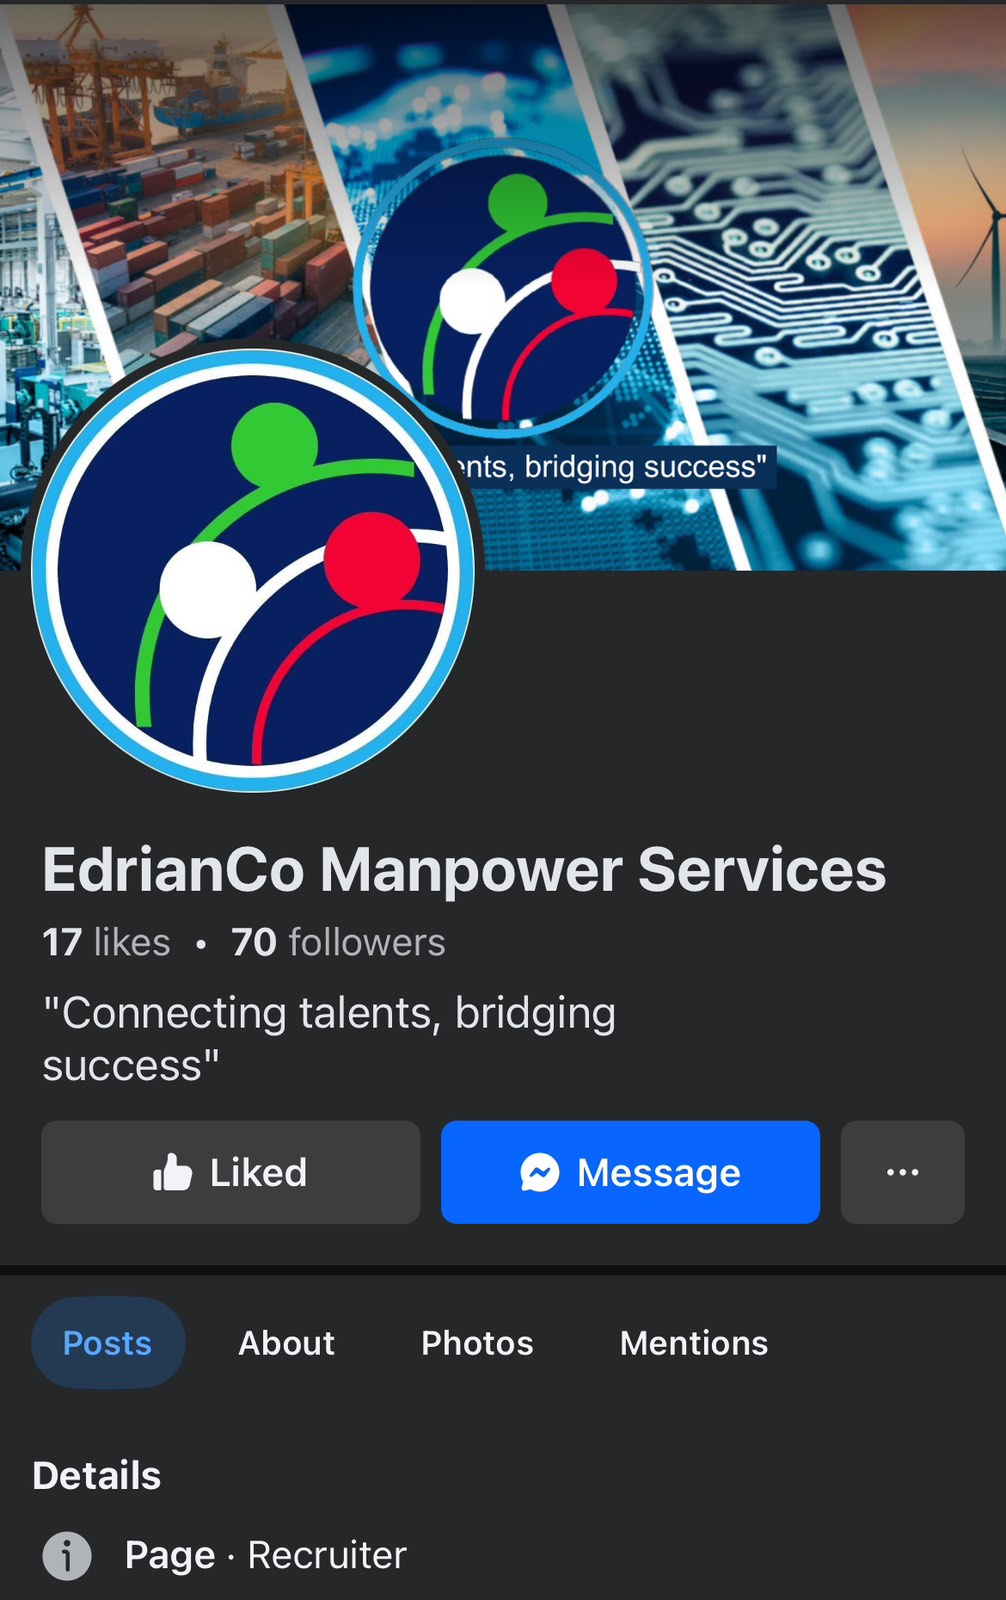 ents, bridging success"
EdrianCo Manpower Services
17 likes • 70 followers
"Connecting talents, bridging
success"
Liked
Message
Posts
About
Photos
Mentions
Details
Page · Recruiter